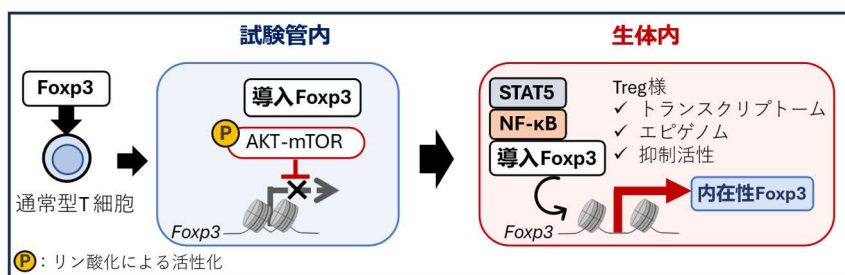 試験管内
生体内
Foxp3
通常型T細胞
導入Foxp3
P
AKT-mTOR
Foxp3
STAT5
NF-κB
導入Foxp3
Treg様
✓ トランスクリプトーム
✓ エピゲノム
✓ 抑制活性
内在性Foxp3
Foxp3
P：リン酸化による活性化